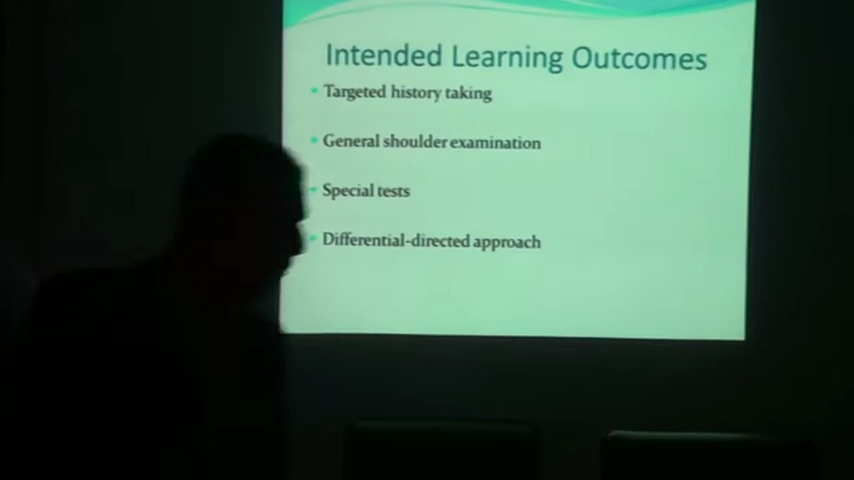 Intended Learning Outcomes
Targeted history taking
General shoulder examination
Special tests
Differential-directed approach